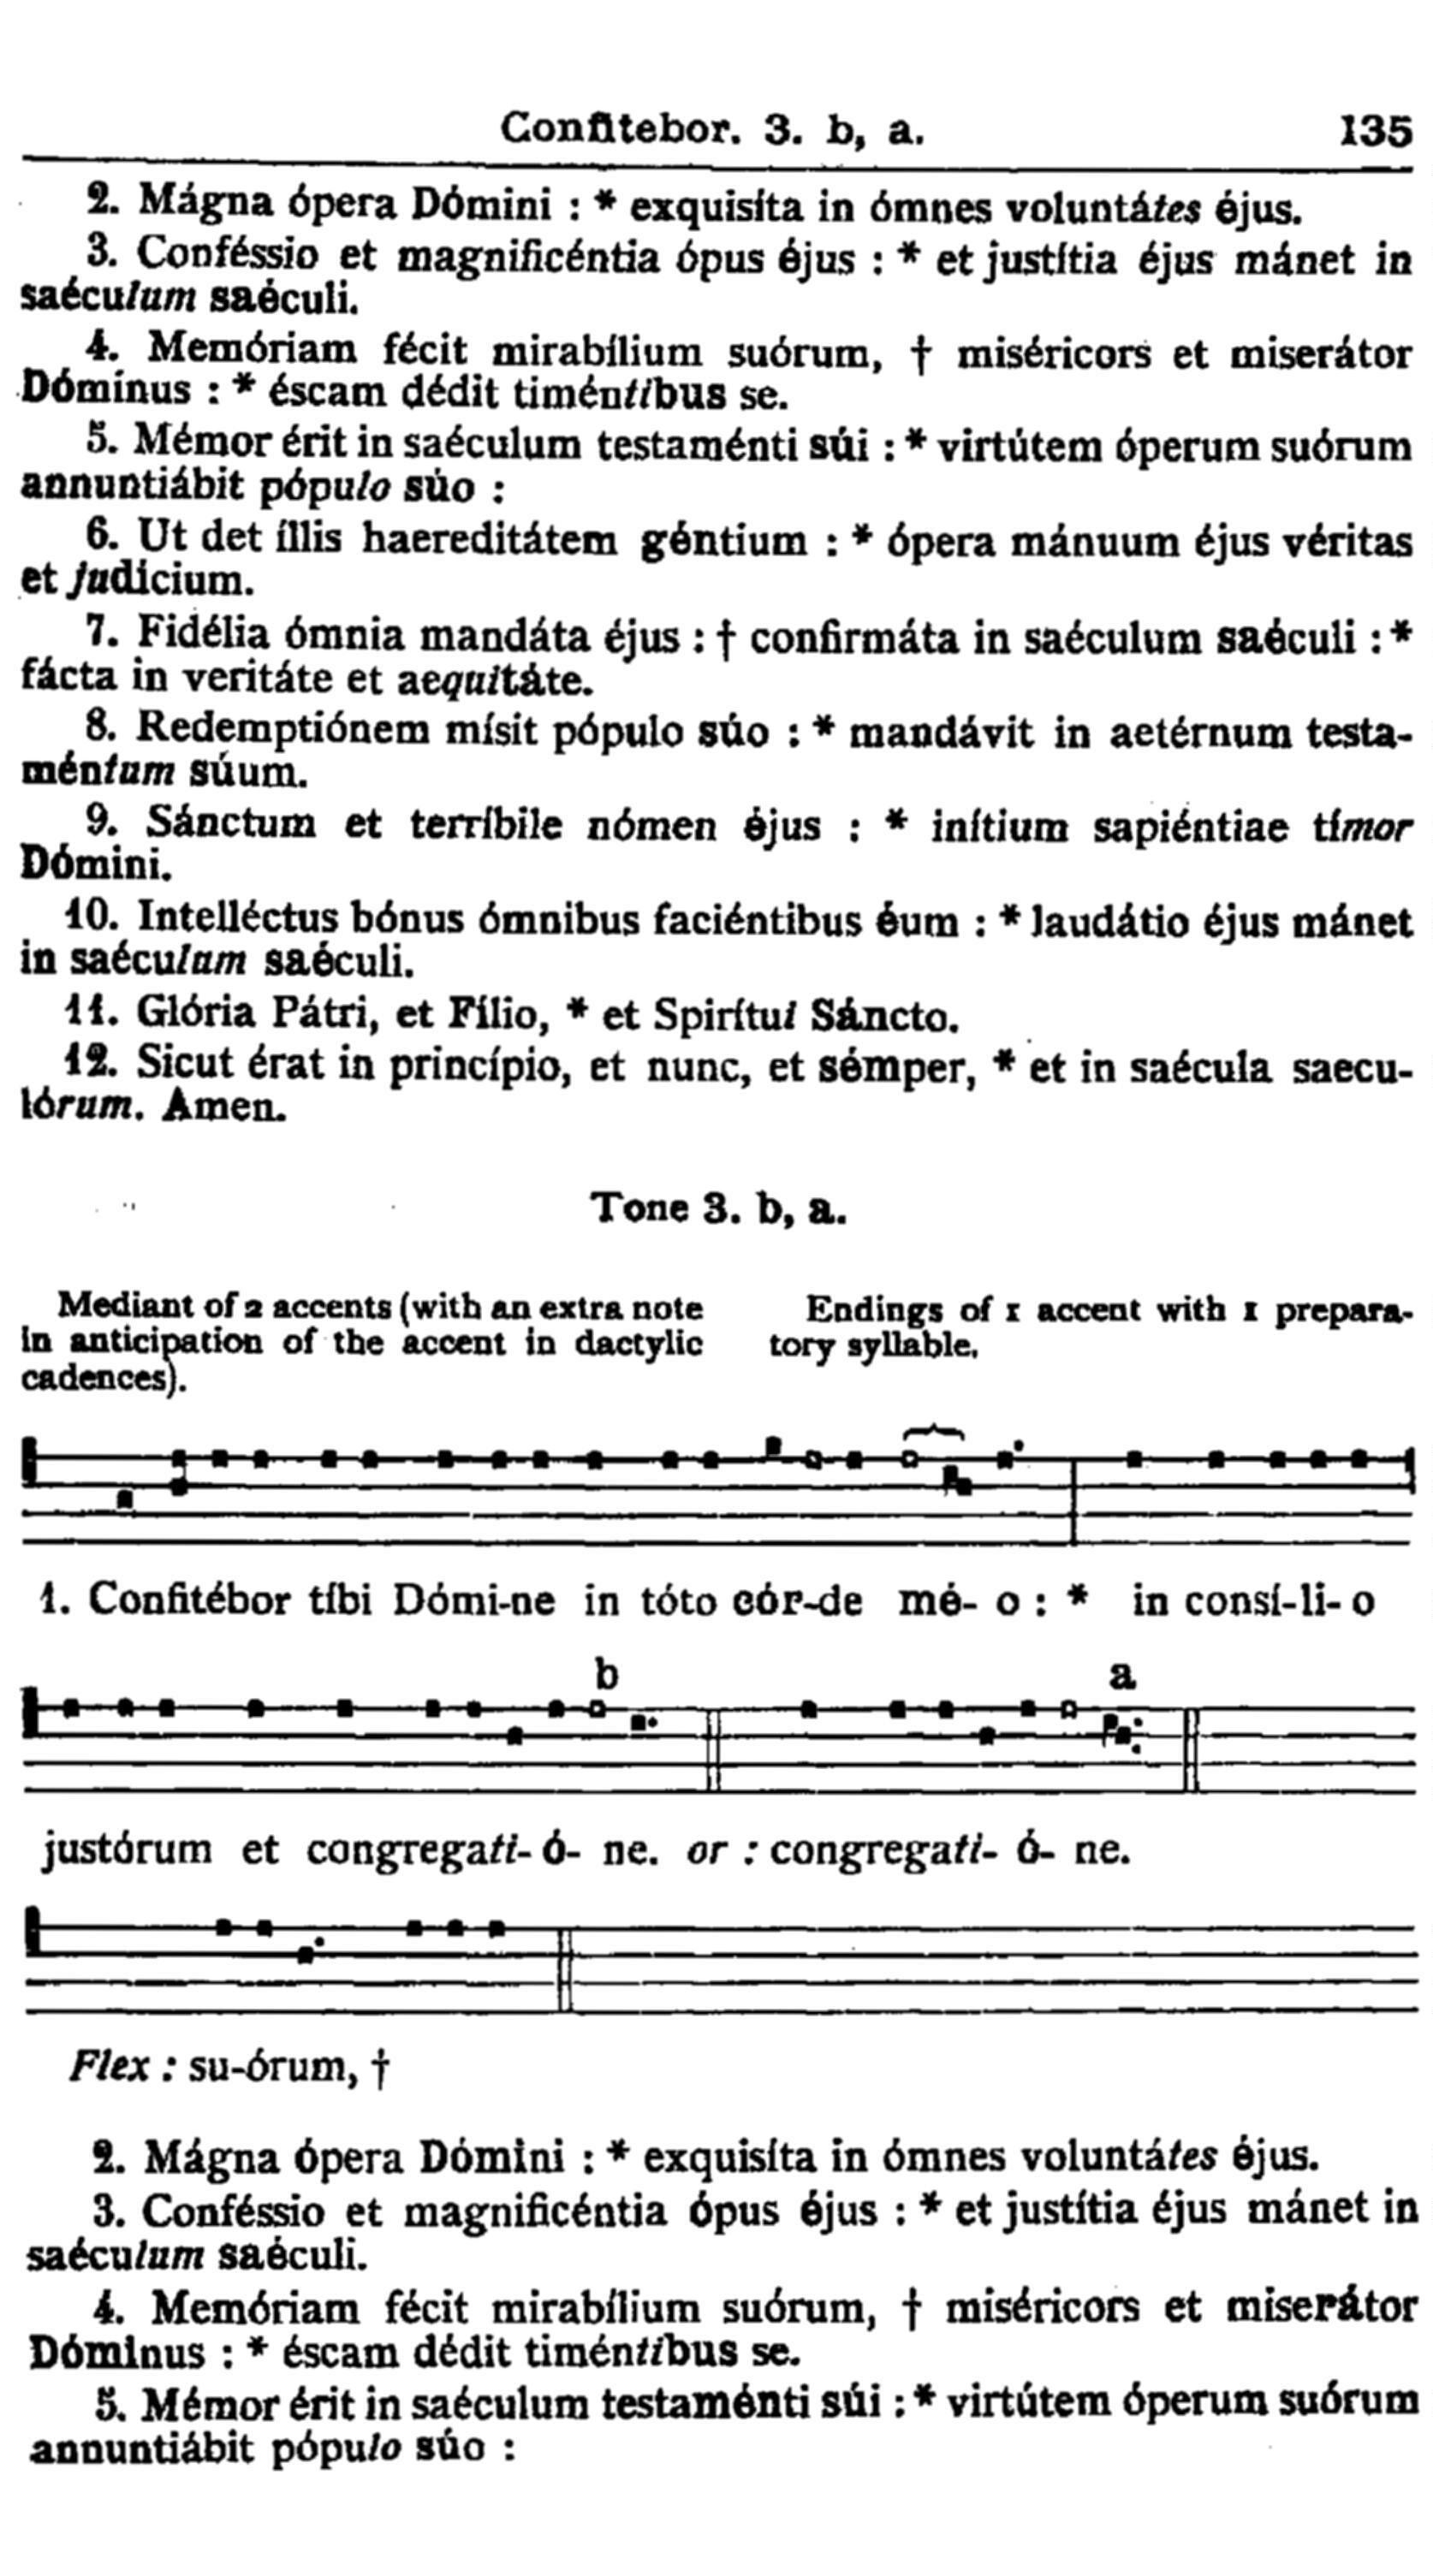 Confitebor. 3. b, a. 135
2. Mágna ópera Dómini : * exquisíta in ómnes voluntátes éjus.
3. Conféssio et magnificéntia ópus éjus : * et justítia éjus mánet in
saéculum saéculi.
4. Memóriam fécit mirabílium suórum, † miséricors et miserátor
Dóminus : * éscam dédit timéntibus se.
5. Mémor érit in saéculum testaménti súi : * virtútem óperum suórum
annuntiábit pópulo súo :
6. Ut det íllis haereditátem géntium : * ópera mánuum éjus véritas
et judícium.
7. Fidélia ómnia mandáta éjus : † confirmáta in saéculum saéculi : *
fácta in veritáte et aequitáte.
8. Redemptiónem mísit pópulo súo : * mandávit in aetérnum testa-
méntum súum.
9. Sánctum et terríbile nómen éjus : * inítium sapiéntiae tímor
Dómini.
10. Intelléctus bónus ómnibus faciéntibus éum : * laudátio éjus mánet
in saéculum saéculi.
11. Glória Pátri, et Fílio, * et Spirítui Sáncto.
12. Sicut érat in princípio, et nunc, et sémper, * et in saécula saecu-
lórum. Amen.
Tone 3. b, a.
Mediant of 2 accents (with an extra note
in anticipation of the accent in dactylic
cadences).
Endings of 1 accent with 1 prepara-
tory syllable.
1. Confitébor tíbi Dómi-ne in tóto cór-de mé- o : * in consí-li- o
b a
justórum et congregati- ó- ne. or : congregati- ó- ne.
Flex : su-órum, †
2. Mágna ópera Dómini : * exquisíta in ómnes voluntátes éjus.
3. Conféssio et magnificéntia ópus éjus : * et justítia éjus mánet in
saéculum saéculi.
4. Memóriam fécit mirabílium suórum, † miséricors et miserátor
Dóminus : * éscam dédit timéntibus se.
5. Mémor érit in saéculum testaménti súi : * virtútem óperum suórum
annuntiábit pópulo súo :